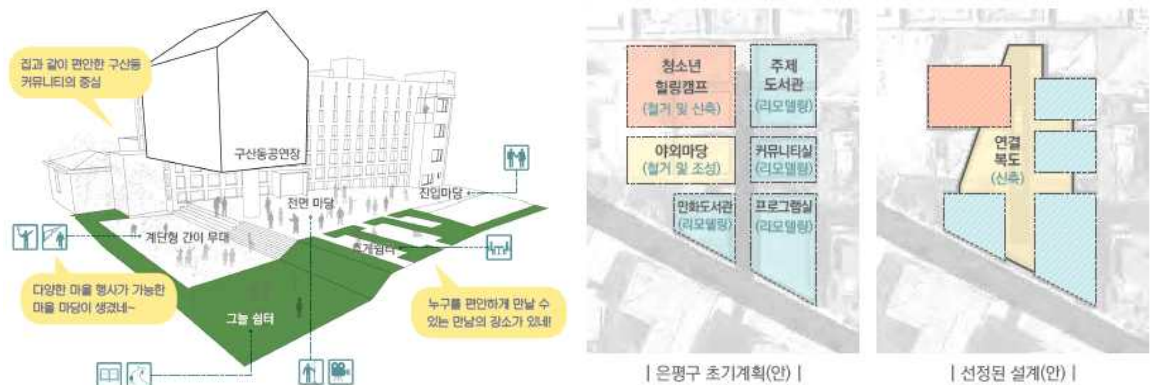 집과 같이 편안한 구산동
커뮤니티의 중심
구산동공연장
진입마당
전면 마당
계단형 간이 무대
휴게쉼터
다양한 마을 행사가 가능한
마을 마당이 생겼네~
그늘 쉼터
누구를 편안하게 만날 수
있는 만남의 장소가 있네!
청소년
힐링캠프
(철거 및 신축)
주제
도서관
(리모델링)
야외마당
(철거 및 조성)
커뮤니티실
(리모델링)
만화도서관
(리모델링)
프로그램실
(리모델링)
| 은평구 초기계획(안) |
연결
복도
(신축)
| 선정된 설계(안) |